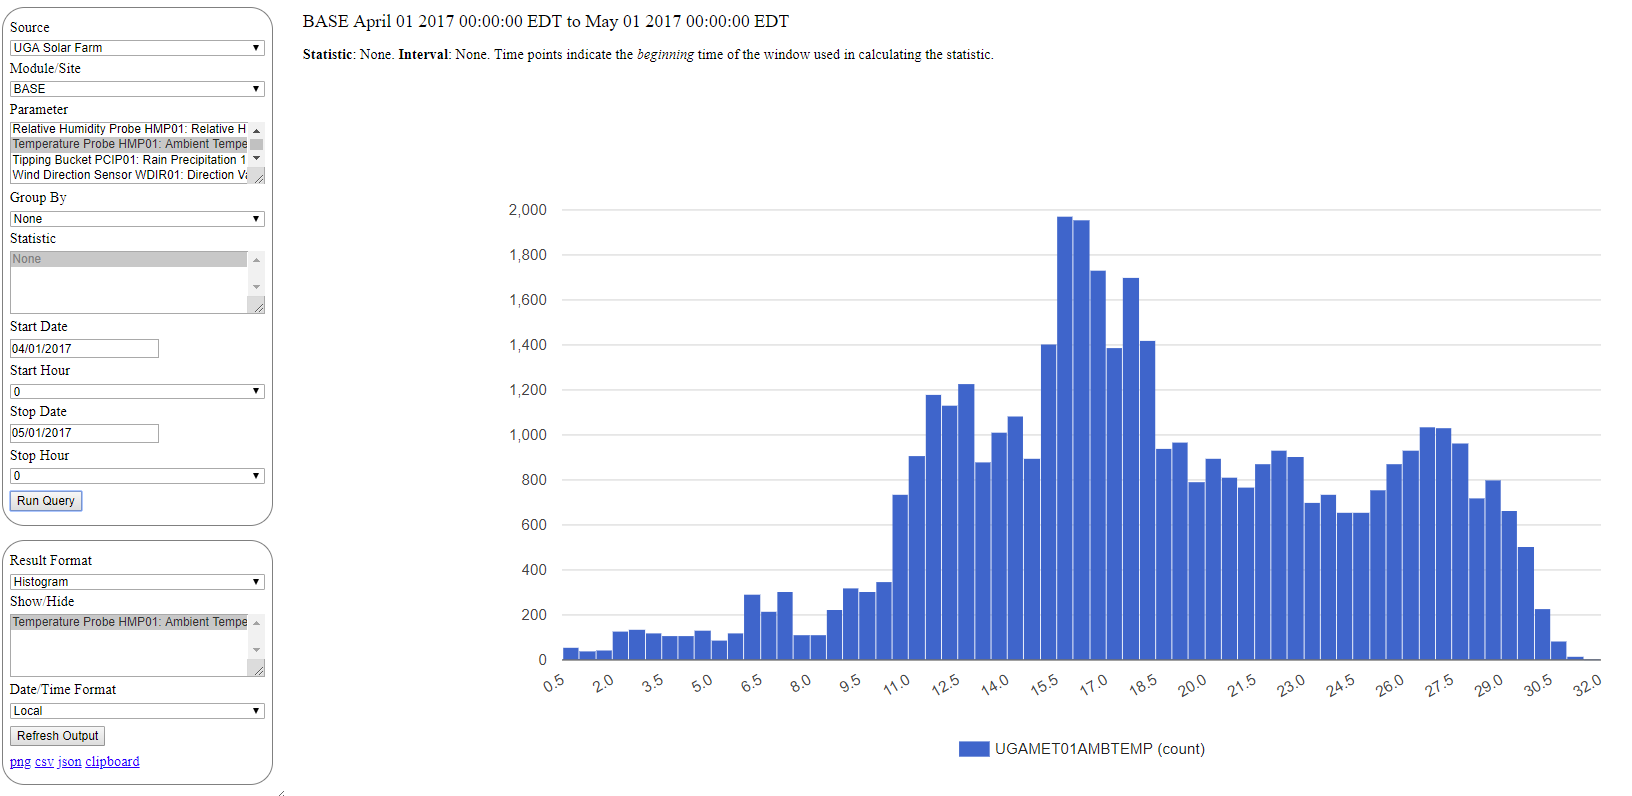 Source
UGA Solar Farm
Module/Site
BASE
Parameter
Relative Humidity Probe HMP01: Relative H
Temperature Probe HMP01: Ambient Tempe
Tipping Bucket PCIP01: Rain Precipitation 1
Wind Direction Sensor WDIR01: Direction Va
Group By
None
Statistic
None
Start Date
04/01/2017
Start Hour
0
Stop Date
05/01/2017
Stop Hour
0
Run Query
Result Format
Histogram
Show/Hide
Temperature Probe HMP01: Ambient Tempe
Date/Time Format
Local
Refresh Output
png csv json clipboard
BASE April 01 2017 00:00:00 EDT to May 01 2017 00:00:00 EDT
Statistic: None. Interval: None. Time points indicate the beginning time of the window used in calculating the statistic.
2,000
1,800
1,600
1,400
1,200
1,000
800
600
400
200
0
0.5 2.0 3.5 5.0 6.5 8.0 9.5 11.0 12.5 14.0 15.5 17.0 18.5 20.0 21.5 23.0 24.5 26.0 27.5 29.0 30.5 32.0
UGAMET01AMBTEMP (count)